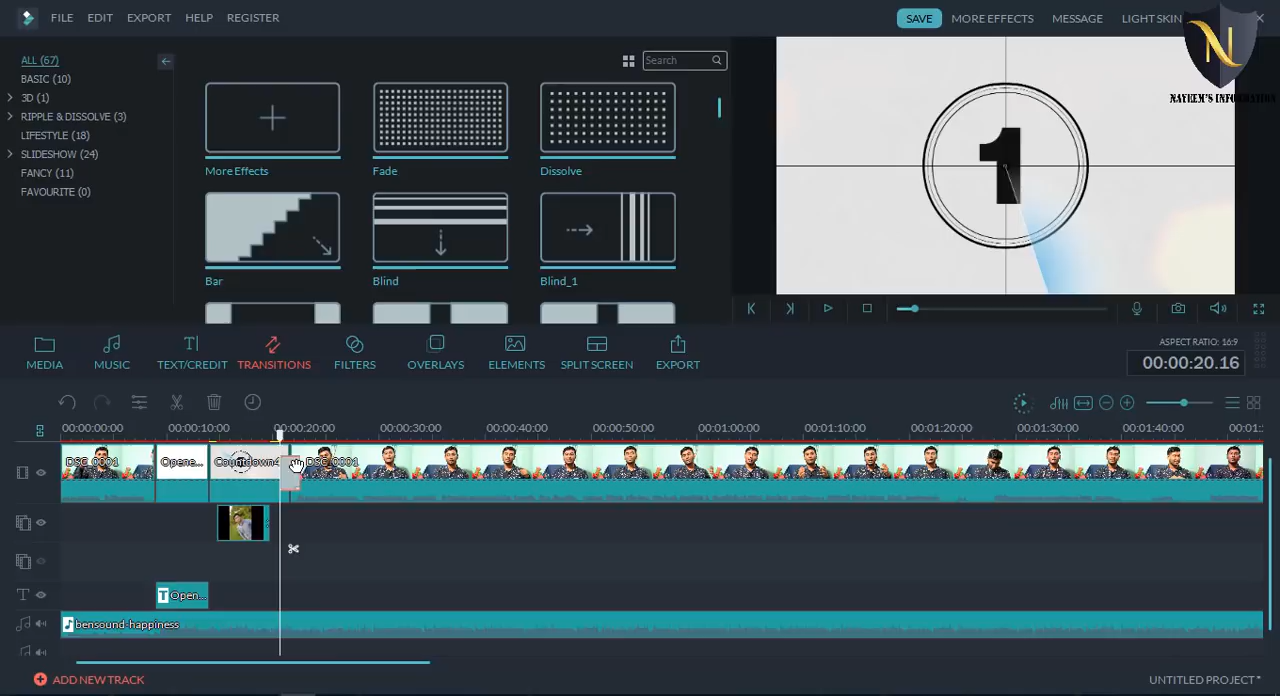 FILE EDIT EXPORT HELP REGISTER
SAVE MORE EFFECTS MESSAGE LIGHT SKIN
N
NAYEEM'S INFORMATION
ALL (67)
BASIC (10)
3D (1)
RIPPLE & DISSOLVE (3)
LIFESTYLE (18)
SLIDESHOW (24)
FANCY (11)
FAVOURITE (0)
Search
More Effects Fade Dissolve
Bar Blind Blind_1
1
MEDIA MUSIC TEXT/CREDIT TRANSITIONS FILTERS OVERLAYS ELEMENTS SPLIT SCREEN EXPORT
ASPECT RATIO: 16:9
00:00:20.16
00:00:00:00 00:00:10:00 00:00:20:00 00:00:30:00 00:00:40:00 00:00:50:00 00:01:00:00 00:01:10:00 00:01:20:00 00:01:30:00 00:01:40:00 00:01:
DSC_0001 Opene... Countdown4 DSC_0001
T Open...
bensound-happiness
ADD NEW TRACK
UNTITLED PROJECT *